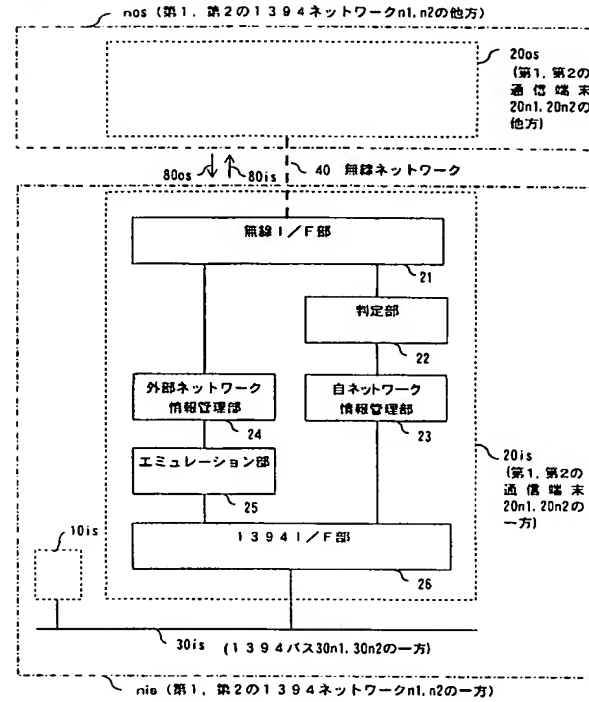 nos (第1, 第2の1394ネットワークn1,n2の他方)
20os
(第1, 第2の
通信端末
20n1, 20n2の
他方)
80os
80is
40 無線ネットワーク
無線I/F部
21
判定部
22
外部ネットワーク
情報管理部
24
自ネットワーク
情報管理部
23
エミュレーション部
25
20is
(第1, 第2の
通信端末
20n1, 20n2の
一方)
10is
1394I/F部
26
30is (1394バス30n1, 30n2の一方)
nis (第1, 第2の1394ネットワークn1,n2の一方)